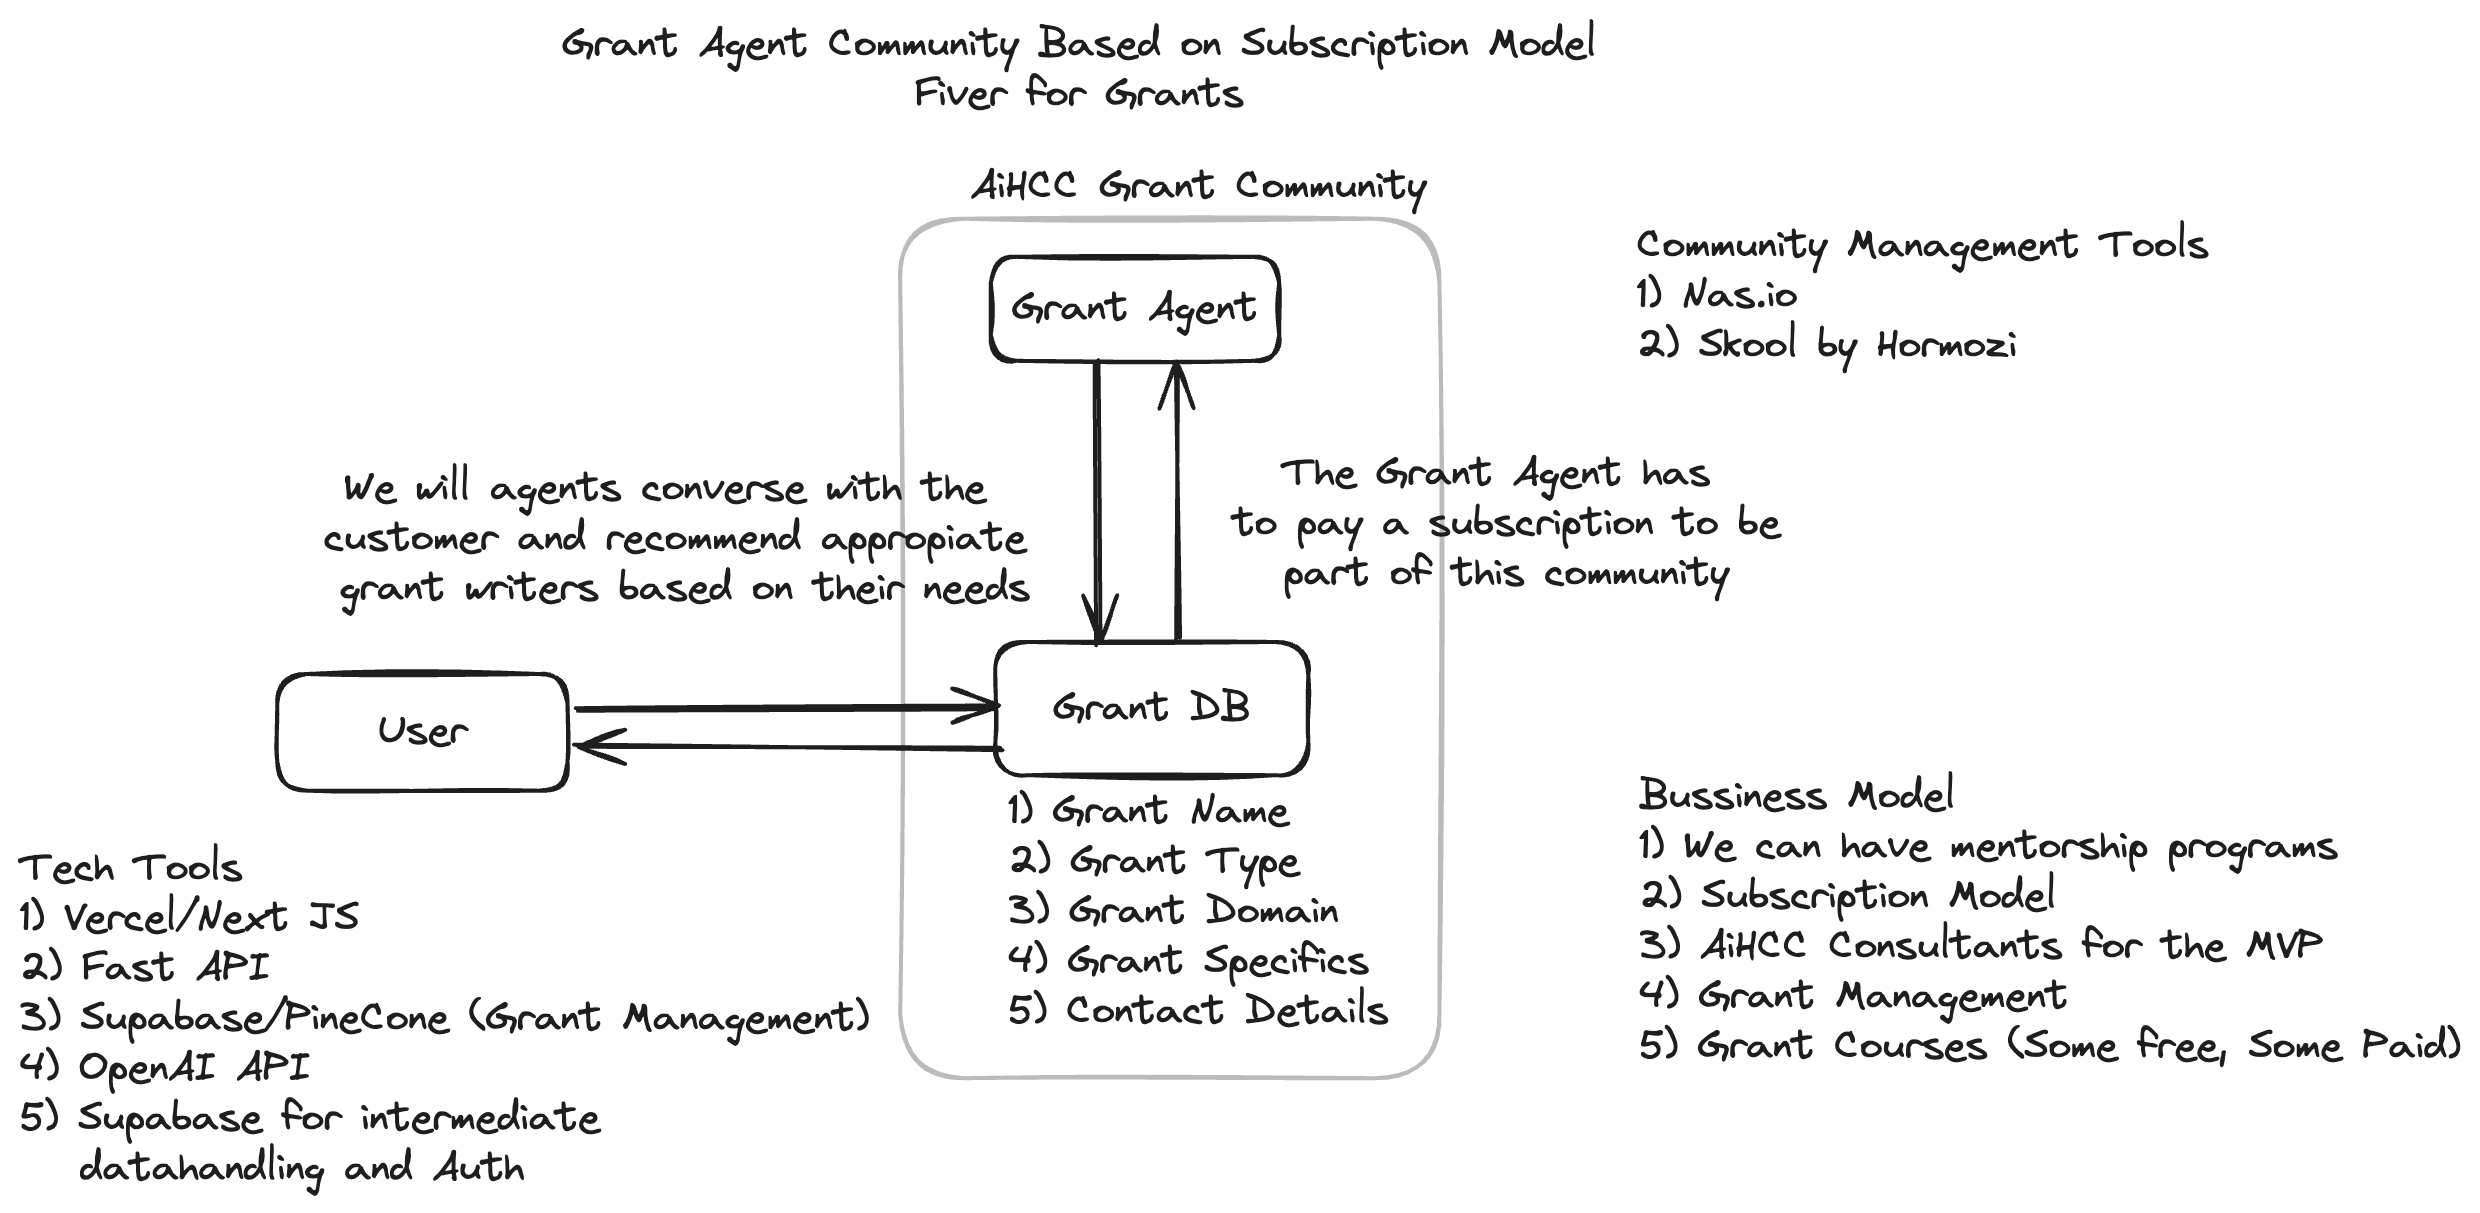 Grant Agent Community Based on Subscription Model
Fiver for Grants
AiHCC Grant Community
Grant Agent
Community Management Tools
1) Nas.io
2) Skool by Hormozi
We will agents converse with the
customer and recommend appropiate
grant writers based on their needs
The Grant Agent has
to pay a subscription to be
part of this community
User
Grant DB
1) Grant Name
2) Grant Type
3) Grant Domain
4) Grant Specifics
5) Contact Details
Tech Tools
1) Vercel/Next JS
2) Fast API
3) Supabase/PineCone (Grant Management)
4) OpenAI API
5) Supabase for intermediate
datahandling and Auth
Bussiness Model
1) We can have mentorship programs
2) Subscription Model
3) AiHCC Consultants for the MVP
4) Grant Management
5) Grant Courses (Some free, Some Paid)